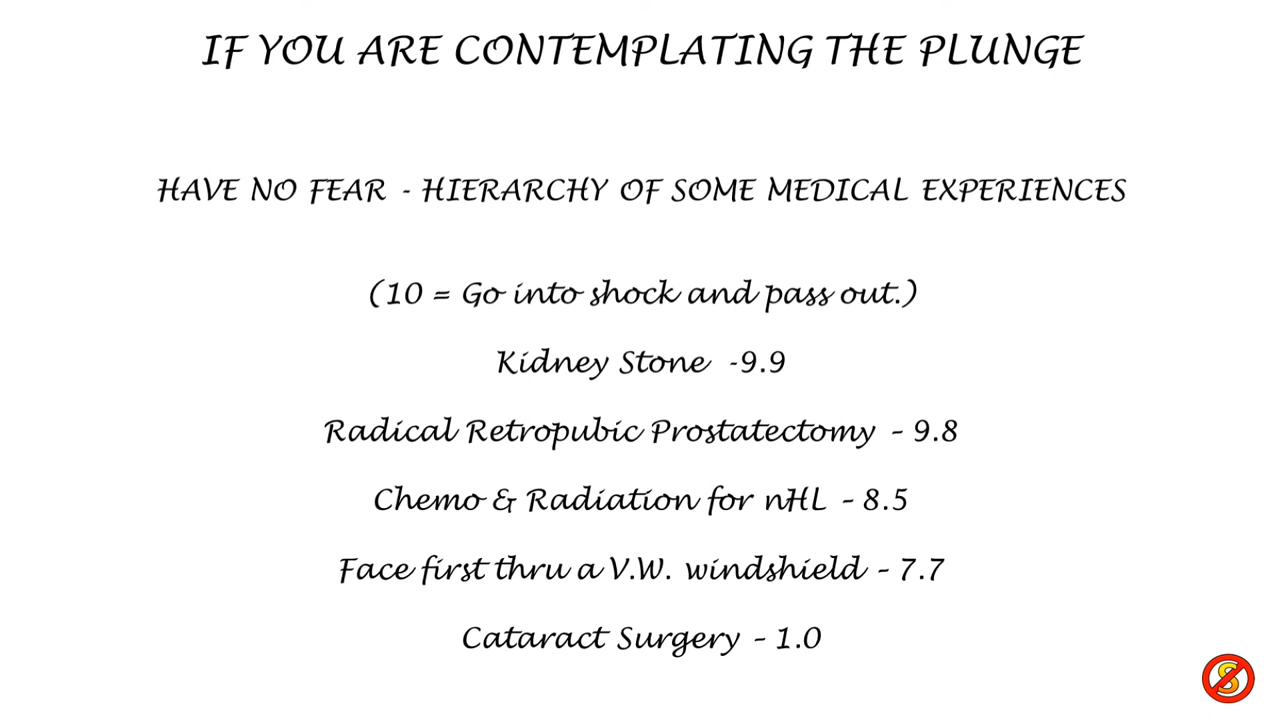 IF YOU ARE CONTEMPLATING THE PLUNGE
HAVE NO FEAR - HIERARCHY OF SOME MEDICAL EXPERIENCES
(10 = Go into shock and pass out.)
Kidney Stone -9.9
Radical Retropubic Prostatectomy – 9.8
Chemo & Radiation for nHL – 8.5
Face first thru a V.W. windshield – 7.7
Cataract Surgery – 1.0
S